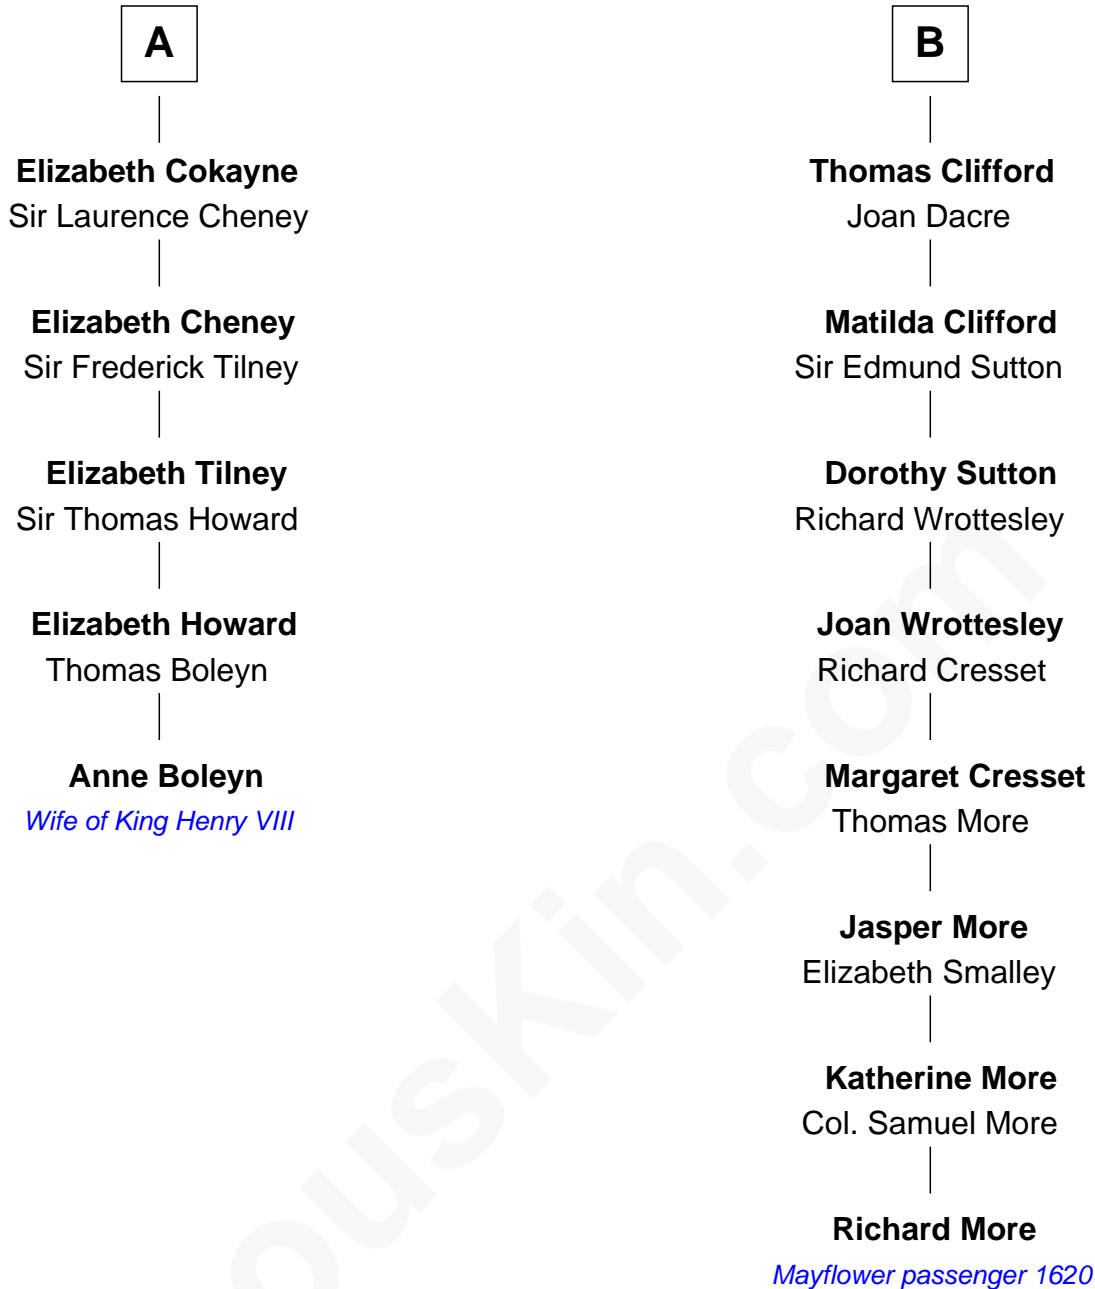 A
Elizabeth Cokayne
Sir Laurence Cheney
Elizabeth Cheney
Sir Frederick Tilney
Elizabeth Tilney
Sir Thomas Howard
Elizabeth Howard
Thomas Boleyn
Anne Boleyn
Wife of King Henry VIII
B
Thomas Clifford
Joan Dacre
Matilda Clifford
Sir Edmund Sutton
Dorothy Sutton
Richard Wrottesley
Joan Wrottesley
Richard Cresset
Margaret Cresset
Thomas More
Jasper More
Elizabeth Smalley
Katherine More
Col. Samuel More
Richard More
Mayflower passenger 1620
ousKin.com